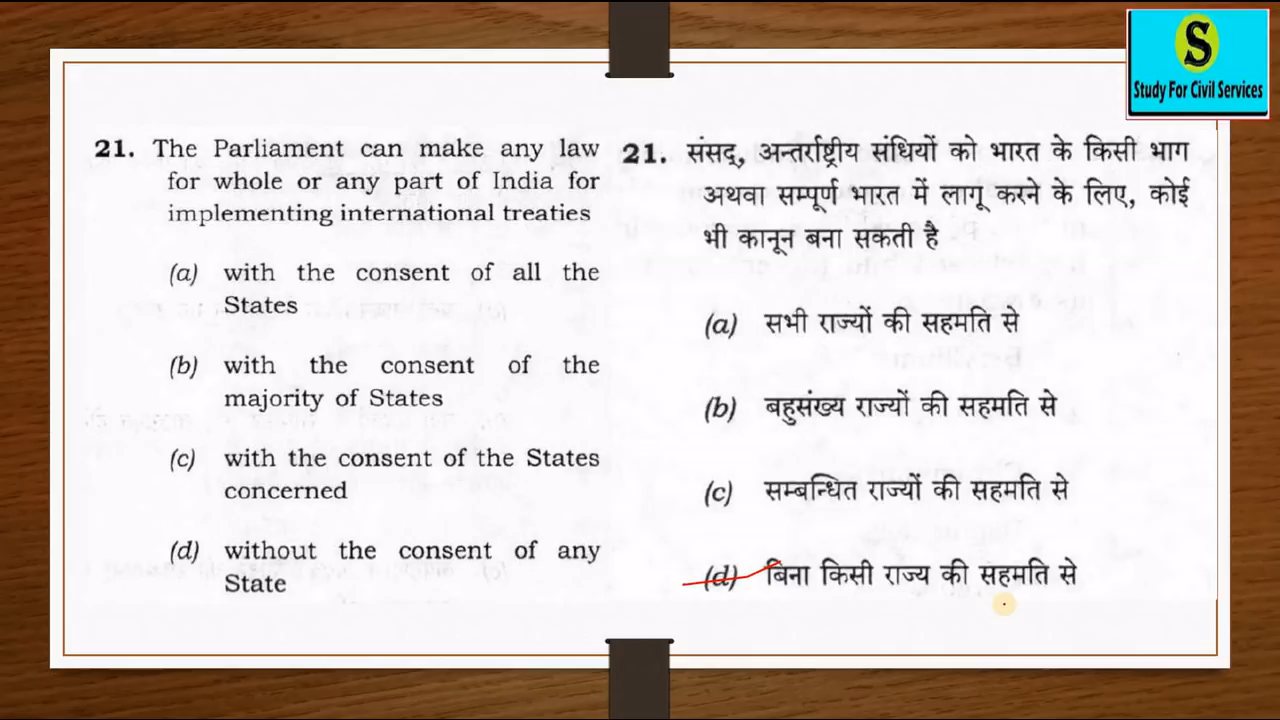 S
Study For Civil Services
21. The Parliament can make any law
for whole or any part of India for
implementing international treaties
(a) with the consent of all the
States
(b) with the consent of the
majority of States
(c) with the consent of the States
concerned
(d) without the consent of any
State
21. संसद्, अन्तर्राष्ट्रीय संधियों को भारत के किसी भाग
अथवा सम्पूर्ण भारत में लागू करने के लिए, कोई
भी कानून बना सकती है
(a) सभी राज्यों की सहमति से
(b) बहुसंख्य राज्यों की सहमति से
(c) सम्बन्धित राज्यों की सहमति से
(d) बिना किसी राज्य की सहमति से